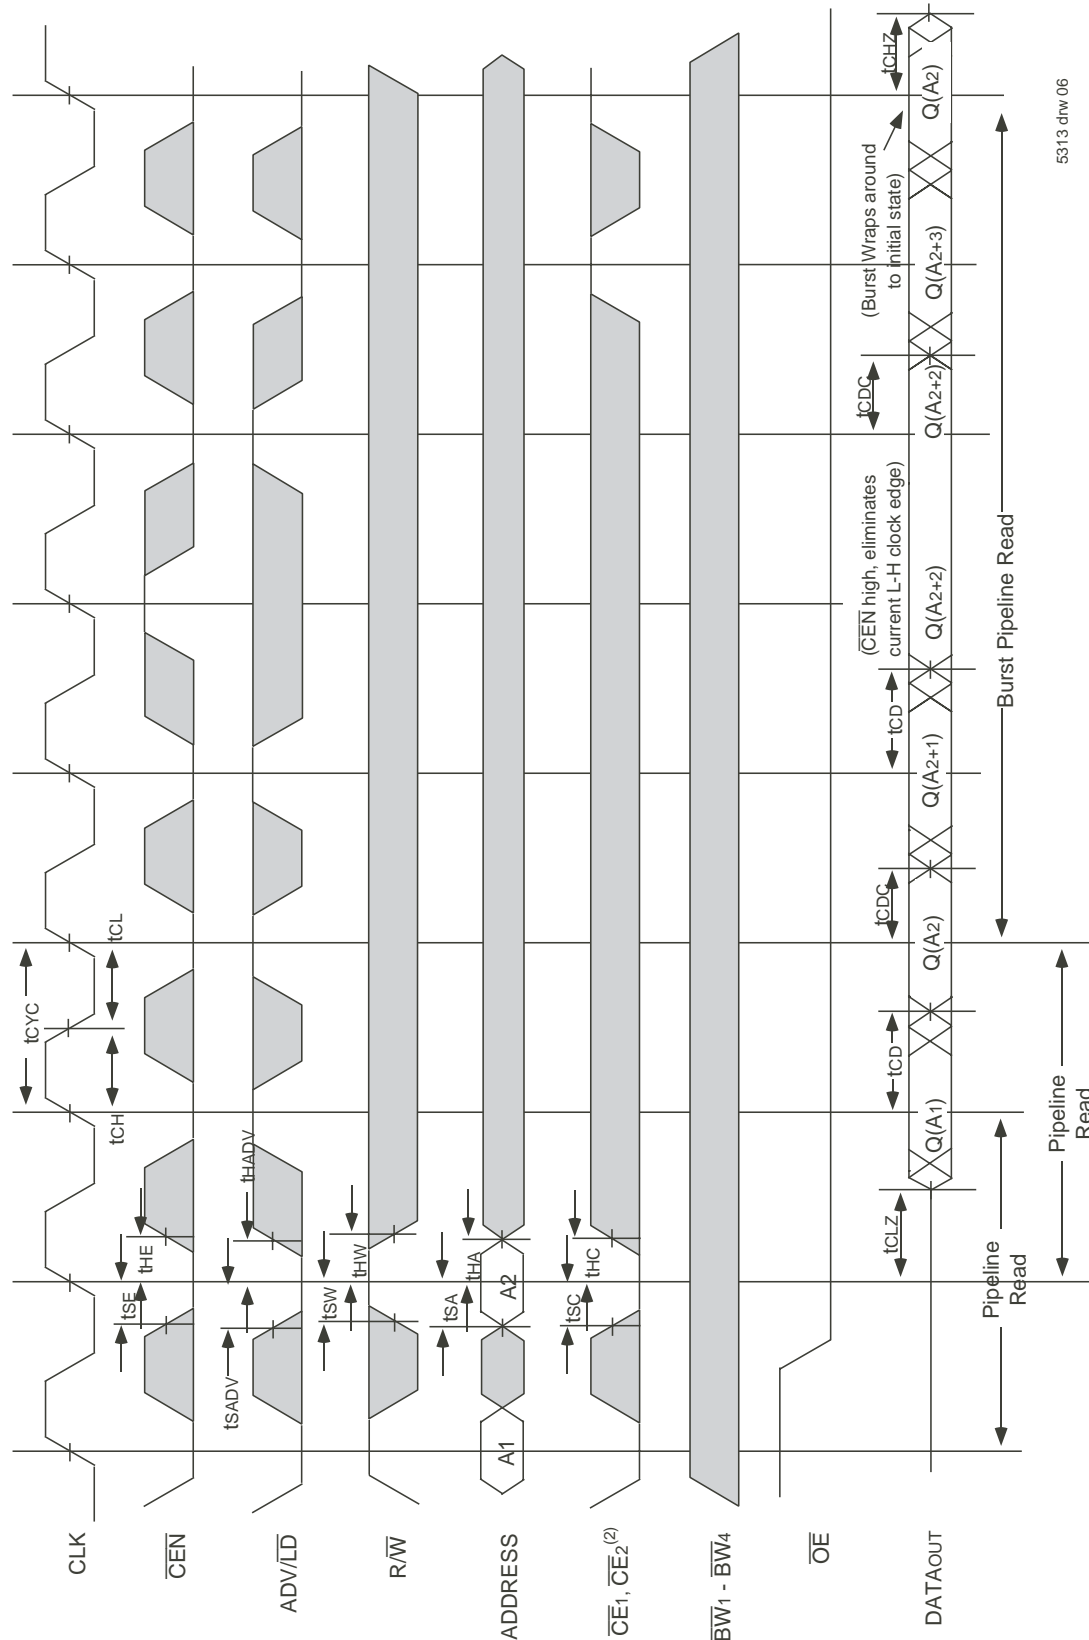 CLK
tCYC
tCH
tCL
CEN
tSE
tHE
ADV/LD
tSADV
tHADV
R/W
tSW
tHW
ADDRESS
A1
A2
tSA
tHA
CE1, CE2(2)
tSC
tHC
BW1 - BW4
OE
DATAOUT
tCLZ
tCD
tCDC
tCD
(CEN high, eliminates
current L-H clock edge)
tCDC
(Burst Wraps around
to initial state)
tCHZ
Q(A1)
Q(A2)
Q(A2+1)
Q(A2+2)
Q(A2+2)
Q(A2+3)
Q(A2)
Pipeline
Read
Burst Pipeline Read
Pipeline
Read
5313 drw 06